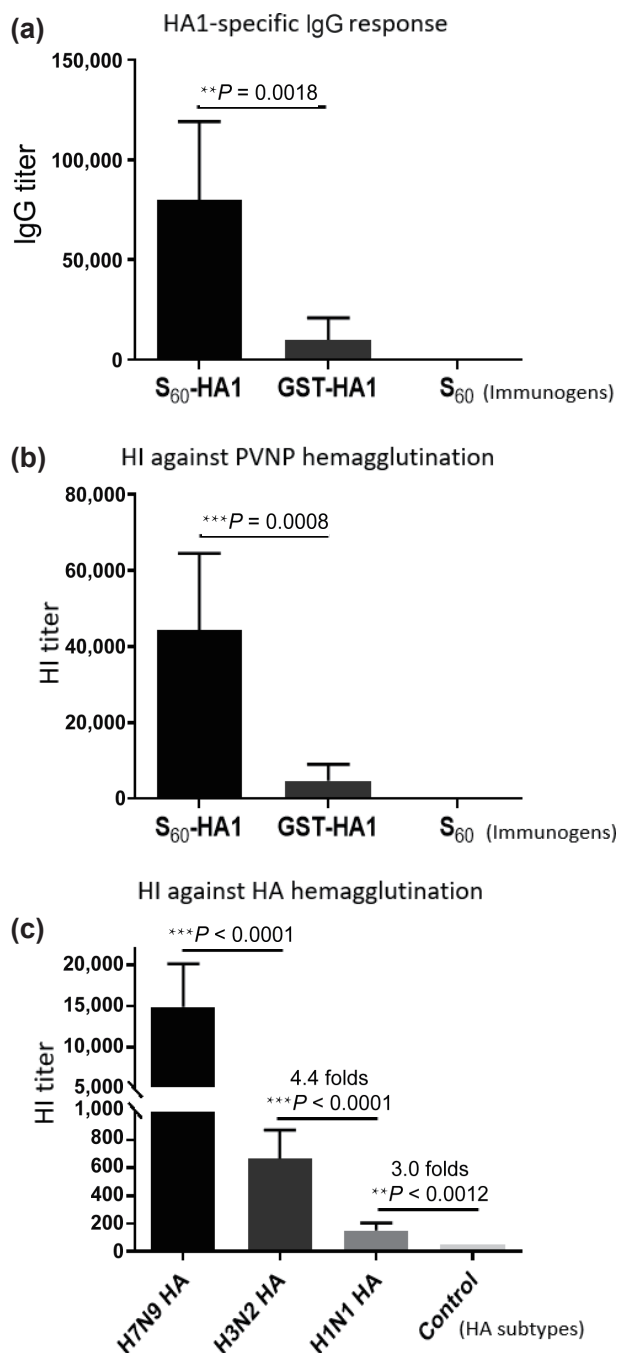 (a)
HA1-specific IgG response
150,000
**P = 0.0018
100,000
IgG titer
50,000
0
S60-HA1 GST-HA1 S60 (Immunogens)
(b)
HI against PVNP hemagglutination
80,000
***P = 0.0008
60,000
HI titer
40,000
20,000
0
S60-HA1 GST-HA1 S60 (Immunogens)
HI against HA hemagglutination
(c)
***P < 0.0001
20,000
15,000
10,000
HI titer
5,000
4.4 folds
1,000
***P < 0.0001
800
3.0 folds
600
**P < 0.0012
400
200
0
H7N9 HA H3N2 HA H1N1 HA Control (HA subtypes)